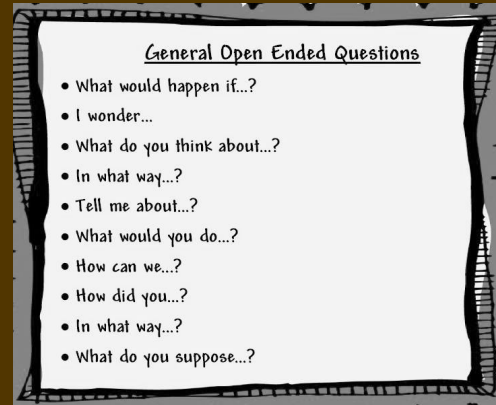 General Open Ended Questions
• What would happen if...?
• I wonder...
• What do you think about...?
• In what way...?
• Tell me about...?
• What would you do...?
• How can we...?
• How did you...?
• In what way...?
• What do you suppose...?